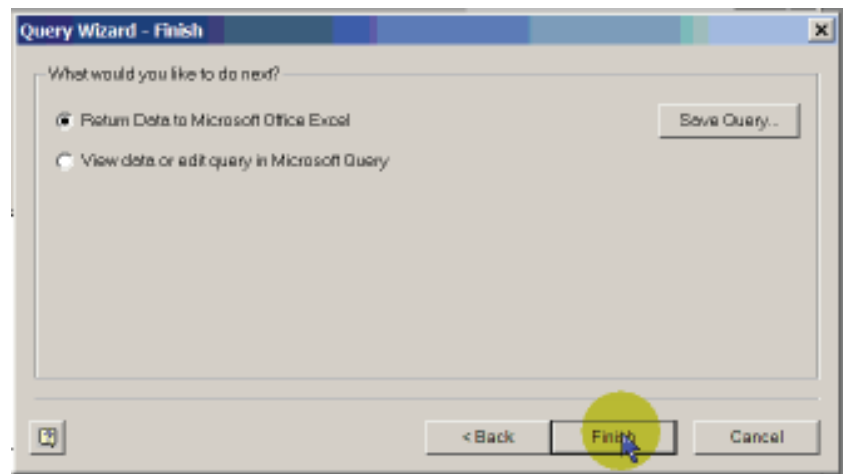 Query Wizard - Finish
What would you like to do next?
Return Data to Microsoft Office Excel
Save Query...
View data or edit query in Microsoft Query
< Back
Finish
Cancel